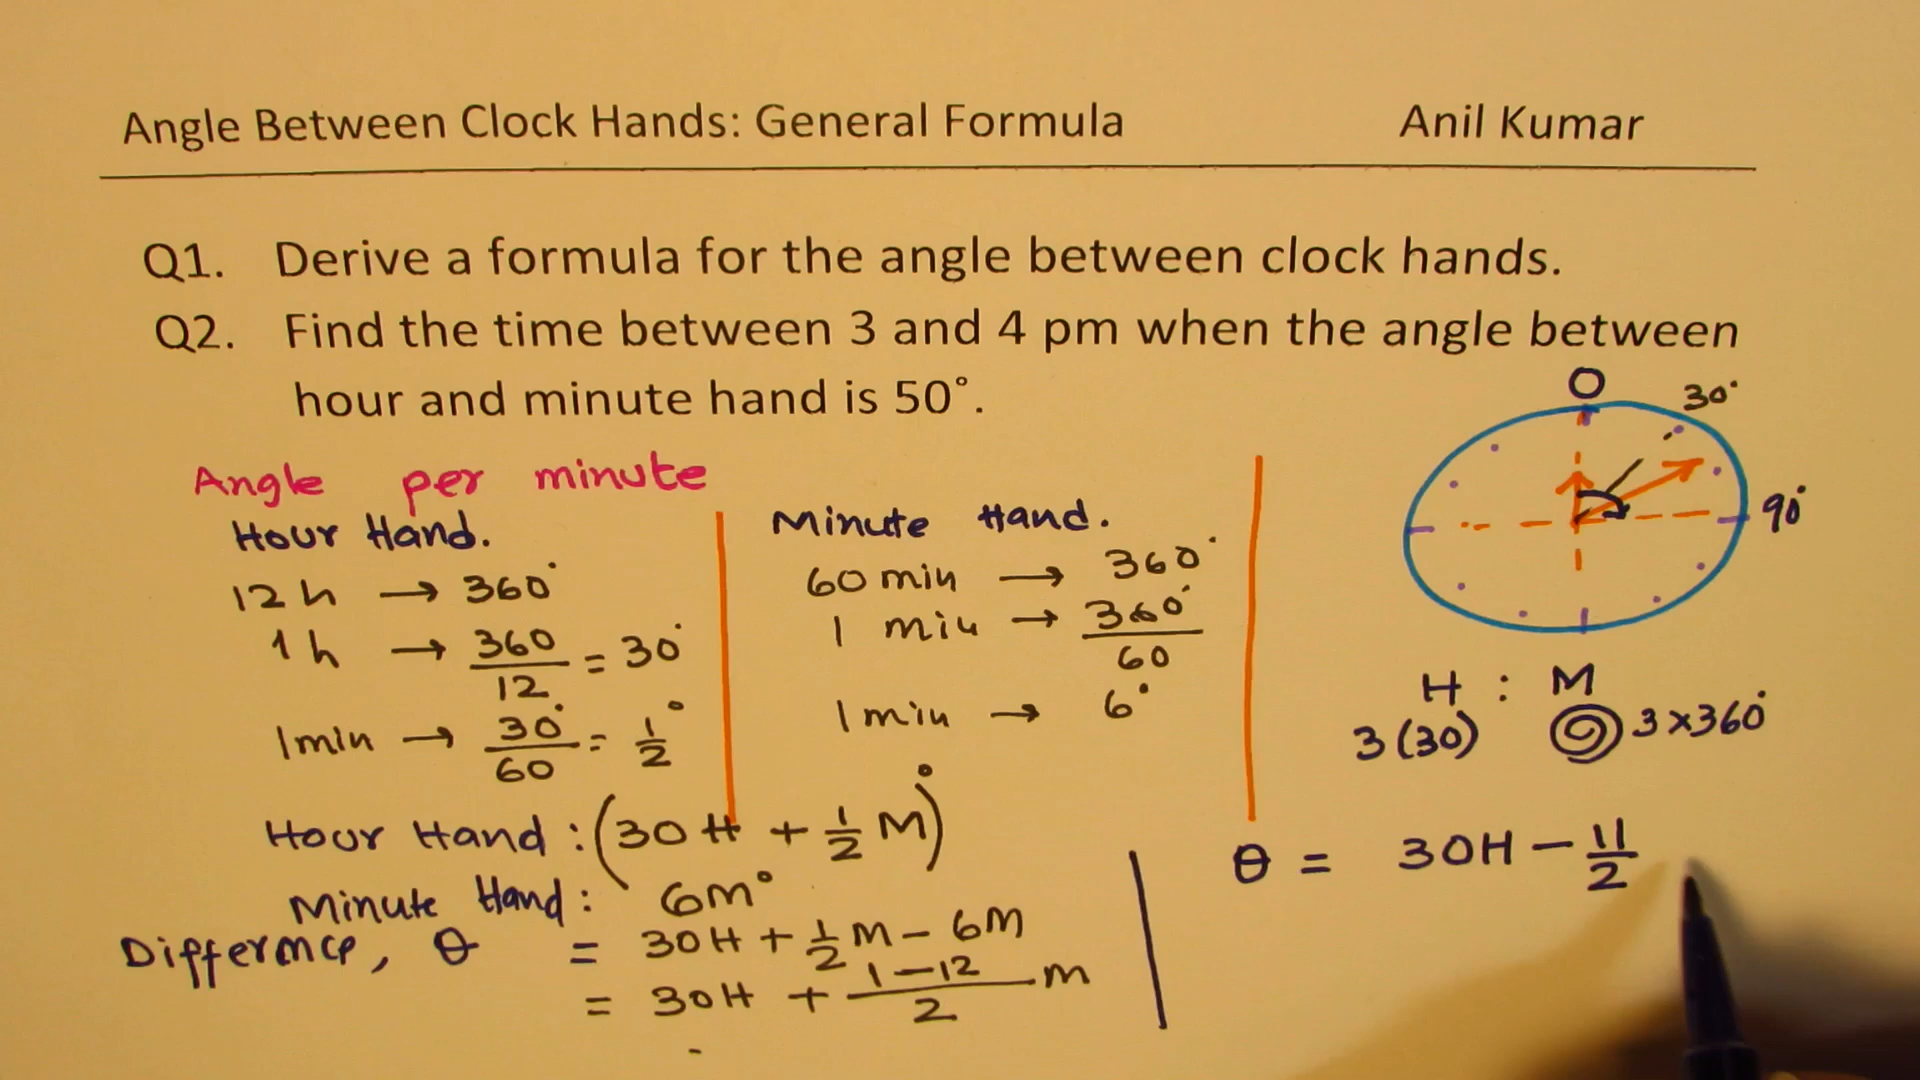 Angle Between Clock Hands: General Formula Anil Kumar
Q1. Derive a formula for the angle between clock hands.
Q2. Find the time between 3 and 4 pm when the angle between
hour and minute hand is 50°.
Angle per minute
Hour Hand.
12 h → 360°
1 h → 360/12 = 30°
1 min → 30°/60 = 1/2°
Minute Hand.
60 min → 360°
1 min → 360°/60
1 min → 6°
Hour Hand : (30H + 1/2 M)°
Minute Hand : 6m°
Difference, θ = 30H + 1/2 M - 6M
= 30H + (1-12)/2 m
0
30°
90°
H : M
3(30) 3×360°
θ = 30H - 11/2